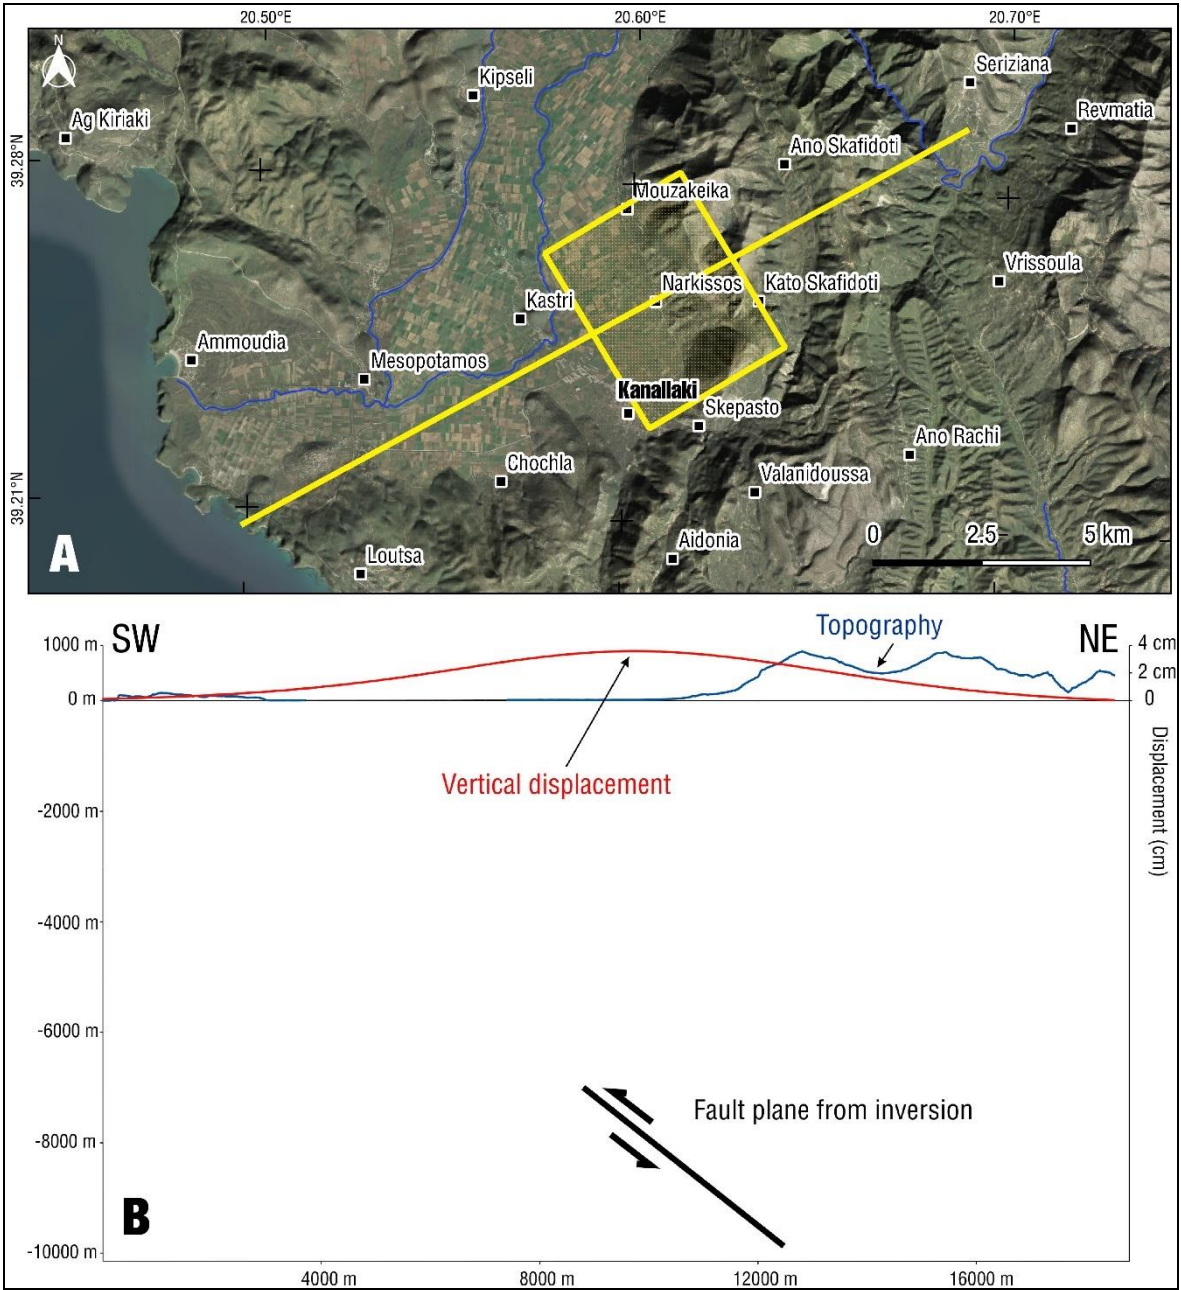 20.50°E 20.60°E 20.70°E
N
Kipseli
Seriziana
Ag Kiriaki
Revmatia
Ano Skafidoti
39.28°N
Mouzakeika
Vrissoula
Narkissos
Kato Skafidoti
Kastri
Ammoudia
Mesopotamos
Kanallaki
Skepasto
Ano Rachi
Chochla
Valanidoussa
39.21°N
0 2.5 5 km
Aidonia
A
Loutsa
Topography
1000 m
SW
NE
4 cm
2 cm
0 m
0
Vertical displacement
Displacement (cm)
-2000 m
-4000 m
-6000 m
Fault plane from inversion
-8000 m
B
-10000 m
4000 m 8000 m 12000 m 16000 m